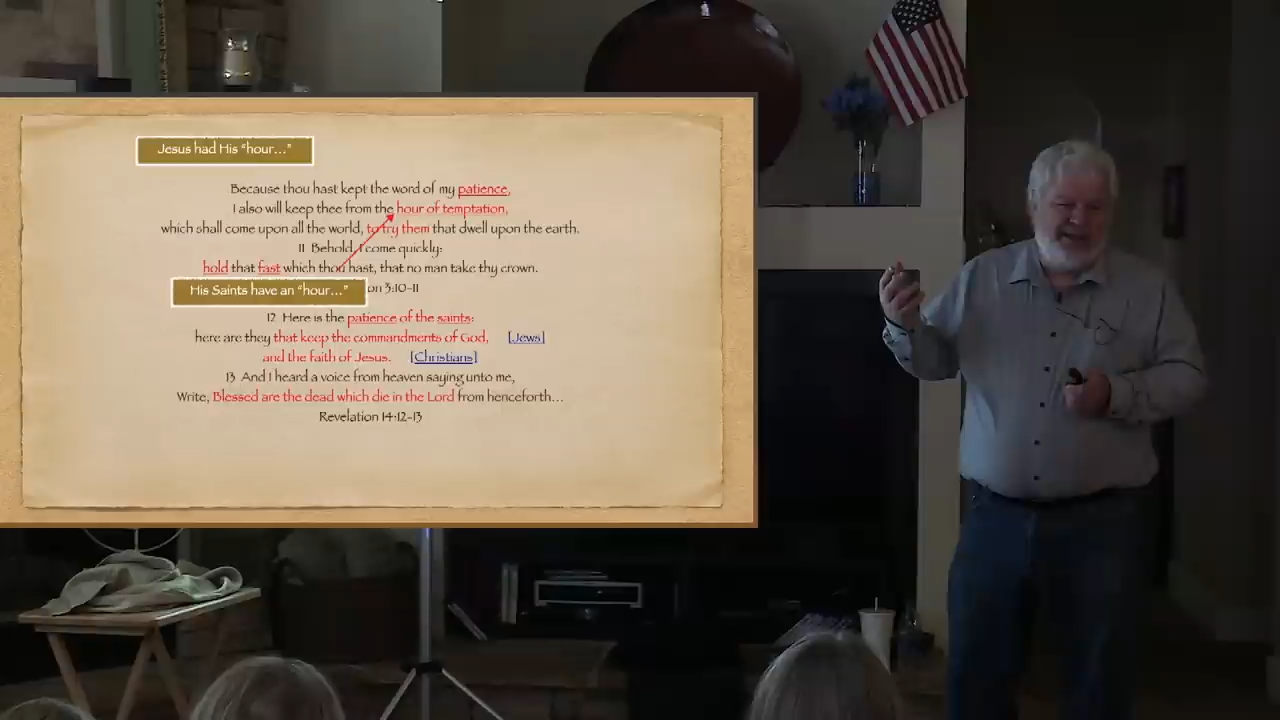 Jesus had His “hour...”
Because thou hast kept the word of my patience,
I also will keep thee from the hour of temptation,
which shall come upon all the world, to try them that dwell upon the earth.
11 Behold, I come quickly:
hold that fast which thou hast, that no man take thy crown.
His Saints have an “hour...”
on 3:10-11
12 Here is the patience of the saints:
here are they that keep the commandments of God, [Jews]
and the faith of Jesus. [Christians]
13 And I heard a voice from heaven saying unto me,
Write, Blessed are the dead which die in the Lord from henceforth...
Revelation 14:12-13